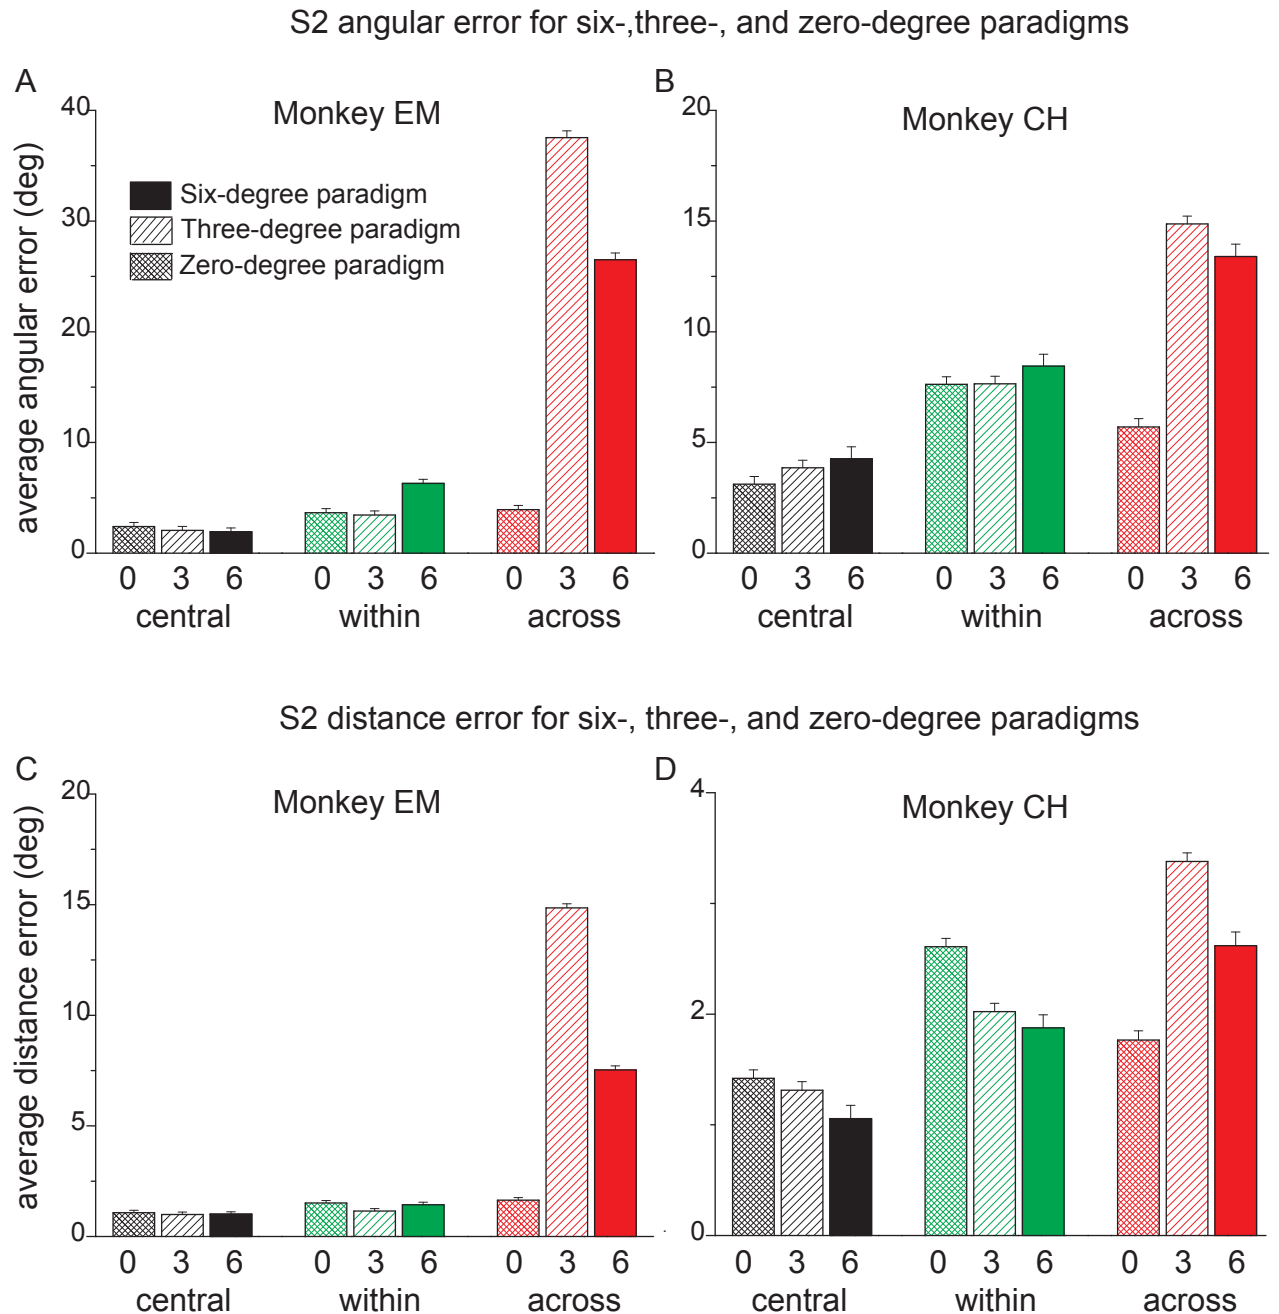 S2 angular error for six-,three-, and zero-degree paradigms
A
Monkey EM
average angular error (deg)
40
30
20
10
0
Six-degree paradigm
Three-degree paradigm
Zero-degree paradigm
0 3 6 0 3 6 0 3 6
central within across
B
Monkey CH
20
15
10
5
0
0 3 6 0 3 6 0 3 6
central within across
S2 distance error for six-, three-, and zero-degree paradigms
C
Monkey EM
average distance error (deg)
20
15
10
5
0
0 3 6 0 3 6 0 3 6
central within across
D
Monkey CH
4
2
0
0 3 6 0 3 6 0 3 6
central within across